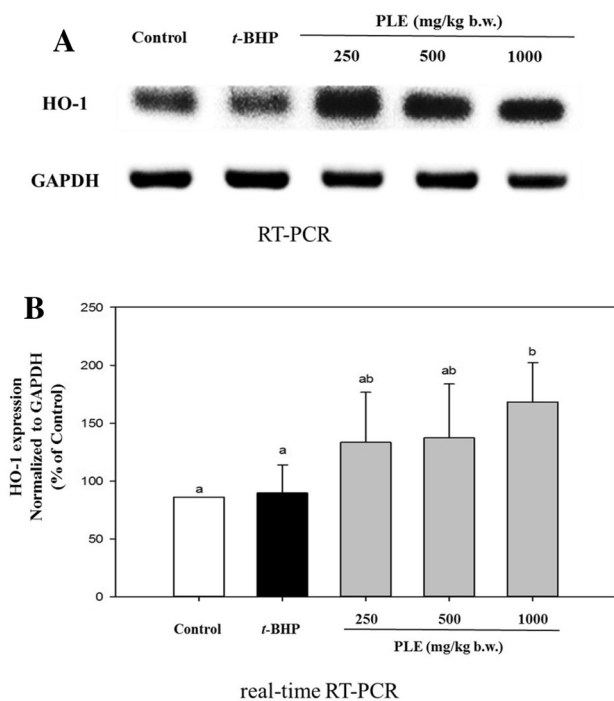 A
Control t-BHP PLE (mg/kg b.w.)
250 500 1000
HO-1
GAPDH
RT-PCR
B
HO-1 expression
Normalized to GAPDH
(% of Control)
250
200
150
100
50
0
a
a
ab
ab
b
Control t-BHP 250 500 1000
PLE (mg/kg b.w.)
real-time RT-PCR